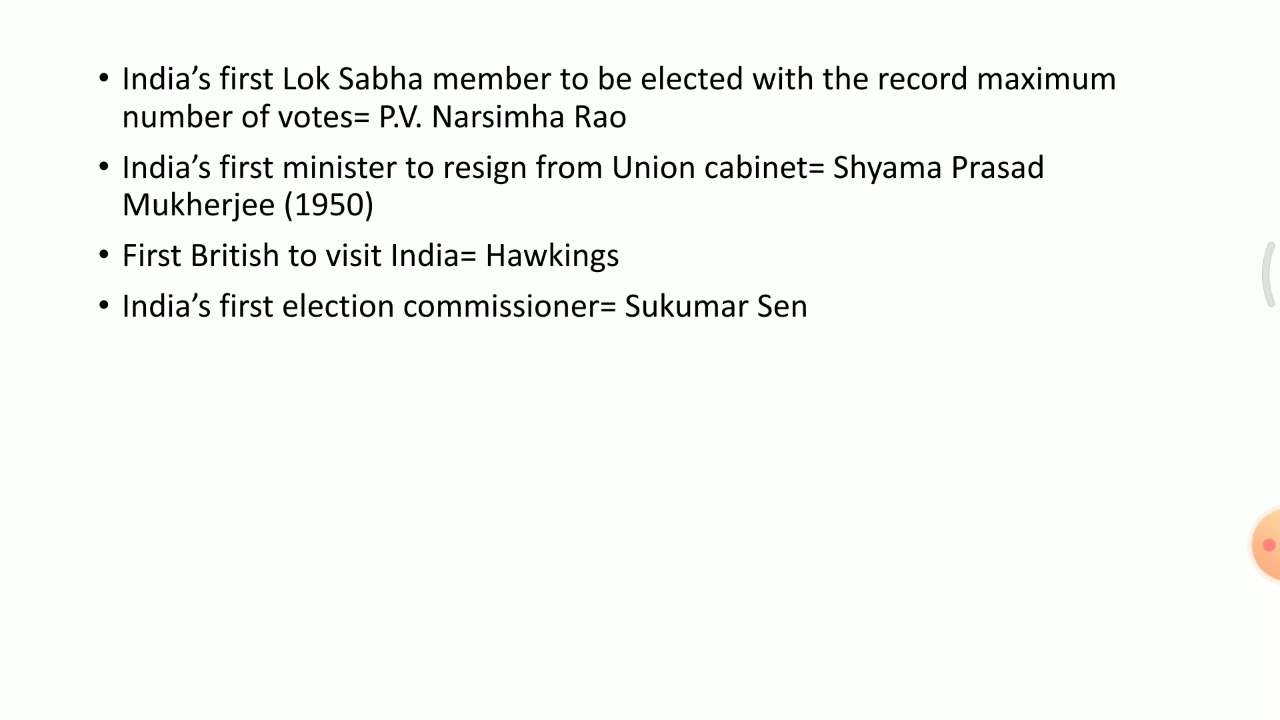 • India’s first Lok Sabha member to be elected with the record maximum
number of votes= P.V. Narsimha Rao
• India’s first minister to resign from Union cabinet= Shyama Prasad
Mukherjee (1950)
• First British to visit India= Hawkings
• India’s first election commissioner= Sukumar Sen